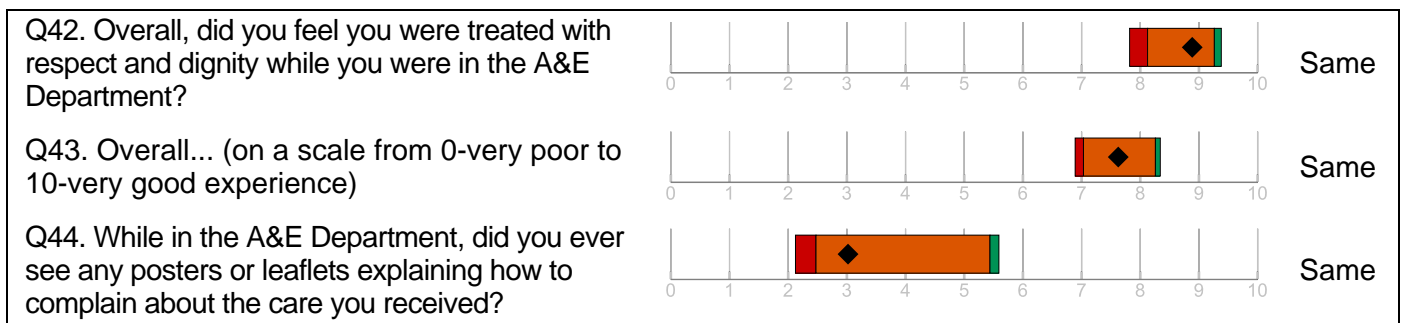 Q42. Overall, did you feel you were treated with
respect and dignity while you were in the A&E
Department?
0 1 2 3 4 5 6 7 8 9 10
Same
Q43. Overall... (on a scale from 0-very poor to
10-very good experience)
0 1 2 3 4 5 6 7 8 9 10
Same
Q44. While in the A&E Department, did you ever
see any posters or leaflets explaining how to
complain about the care you received?
0 1 2 3 4 5 6 7 8 9 10
Same